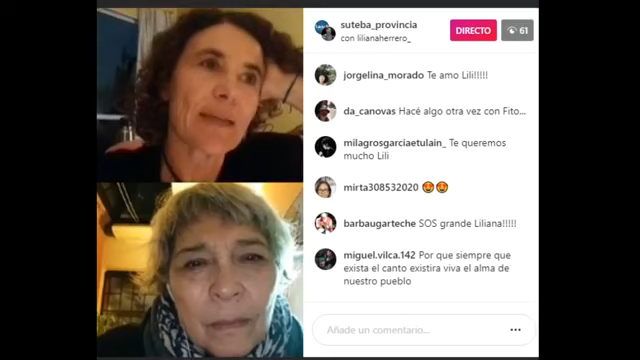 suteba_provincia
con lilianaherrero_
DIRECTO
61
jorgelina_morado Te amo Lili!!!!!
da_canovas Hacé algo otra vez con Fito...
milagrosgarciaetulain_ Te queremos
mucho Lili
mirta308532020 😍😍
barbaugarteche SOS grande Liliana!!!!!
miguel.vilca.142 Por que siempre que
exista el canto existira viva el alma de
nuestro pueblo
Añade un comentario...